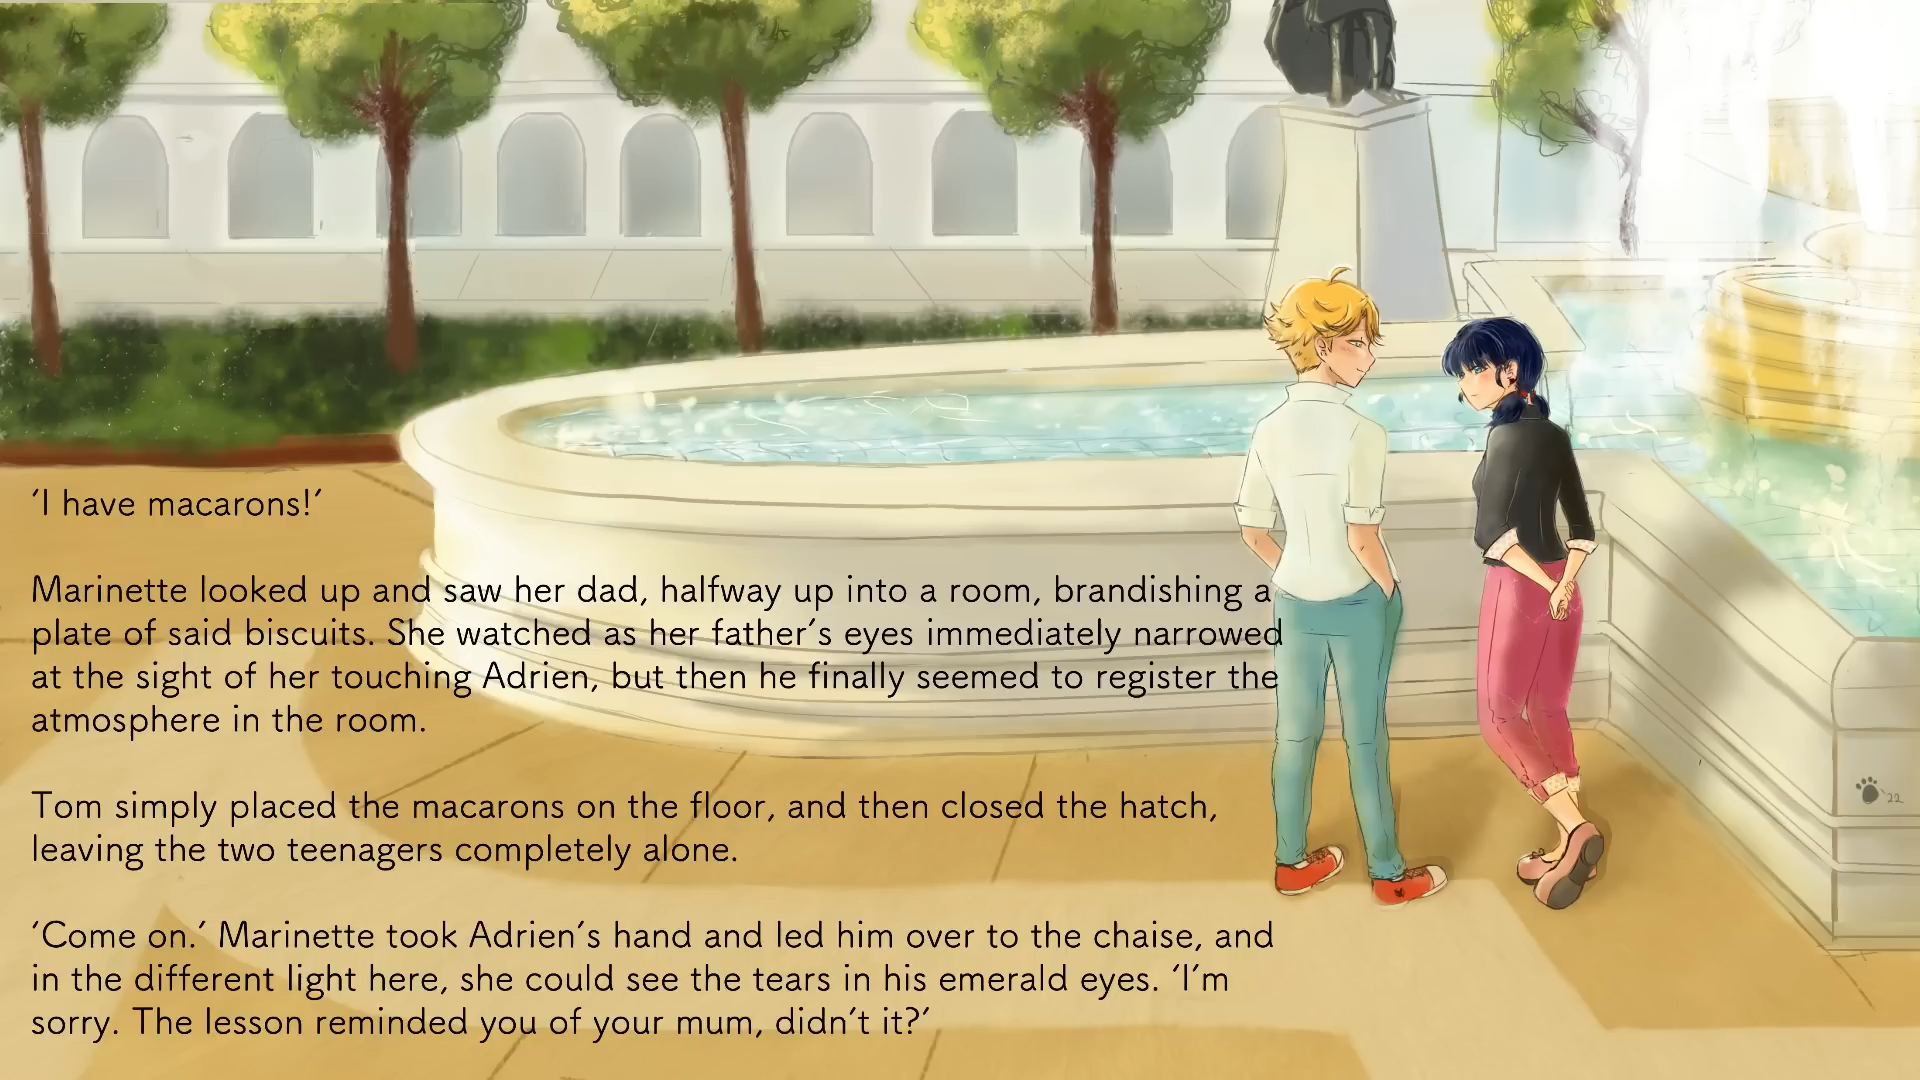 ‘I have macarons!’
Marinette looked up and saw her dad, halfway up into a room, brandishing a
plate of said biscuits. She watched as her father’s eyes immediately narrowed
at the sight of her touching Adrien, but then he finally seemed to register the
atmosphere in the room.
Tom simply placed the macarons on the floor, and then closed the hatch,
leaving the two teenagers completely alone.
‘Come on.’ Marinette took Adrien’s hand and led him over to the chaise, and
in the different light here, she could see the tears in his emerald eyes. ‘I’m
sorry. The lesson reminded you of your mum, didn’t it?’
'22